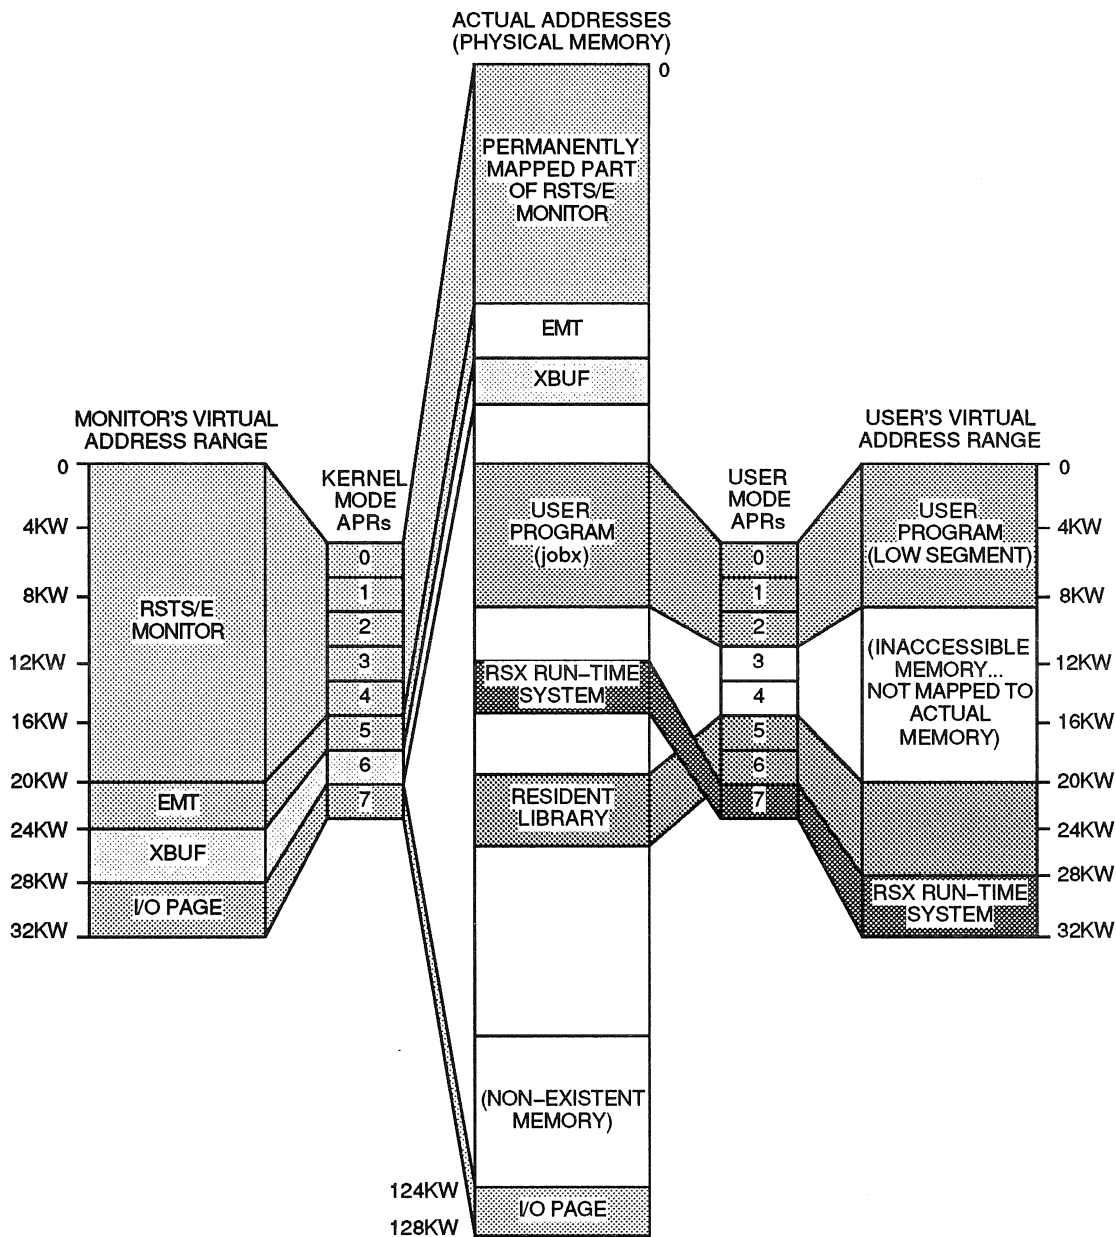 ACTUAL ADDRESSES
(PHYSICAL MEMORY)
0
PERMANENTLY
MAPPED PART
OF RSTS/E
MONITOR
EMT
XBUF
USER
PROGRAM
(jobx)
RSX RUN-TIME
SYSTEM
RESIDENT
LIBRARY
(NON-EXISTENT
MEMORY)
124KW
I/O PAGE
128KW
MONITOR'S VIRTUAL
ADDRESS RANGE
0
4KW
8KW
12KW
16KW
20KW
24KW
28KW
32KW
RSTS/E
MONITOR
EMT
XBUF
I/O PAGE
KERNEL
MODE
APRs
0
1
2
3
4
5
6
7
USER
MODE
APRs
0
1
2
3
4
5
6
7
USER'S VIRTUAL
ADDRESS RANGE
USER
PROGRAM
(LOW SEGMENT)
(INACCESSIBLE
MEMORY...
NOT MAPPED TO
ACTUAL
MEMORY)
RSX RUN-TIME
SYSTEM
0
4KW
8KW
12KW
16KW
20KW
24KW
28KW
32KW